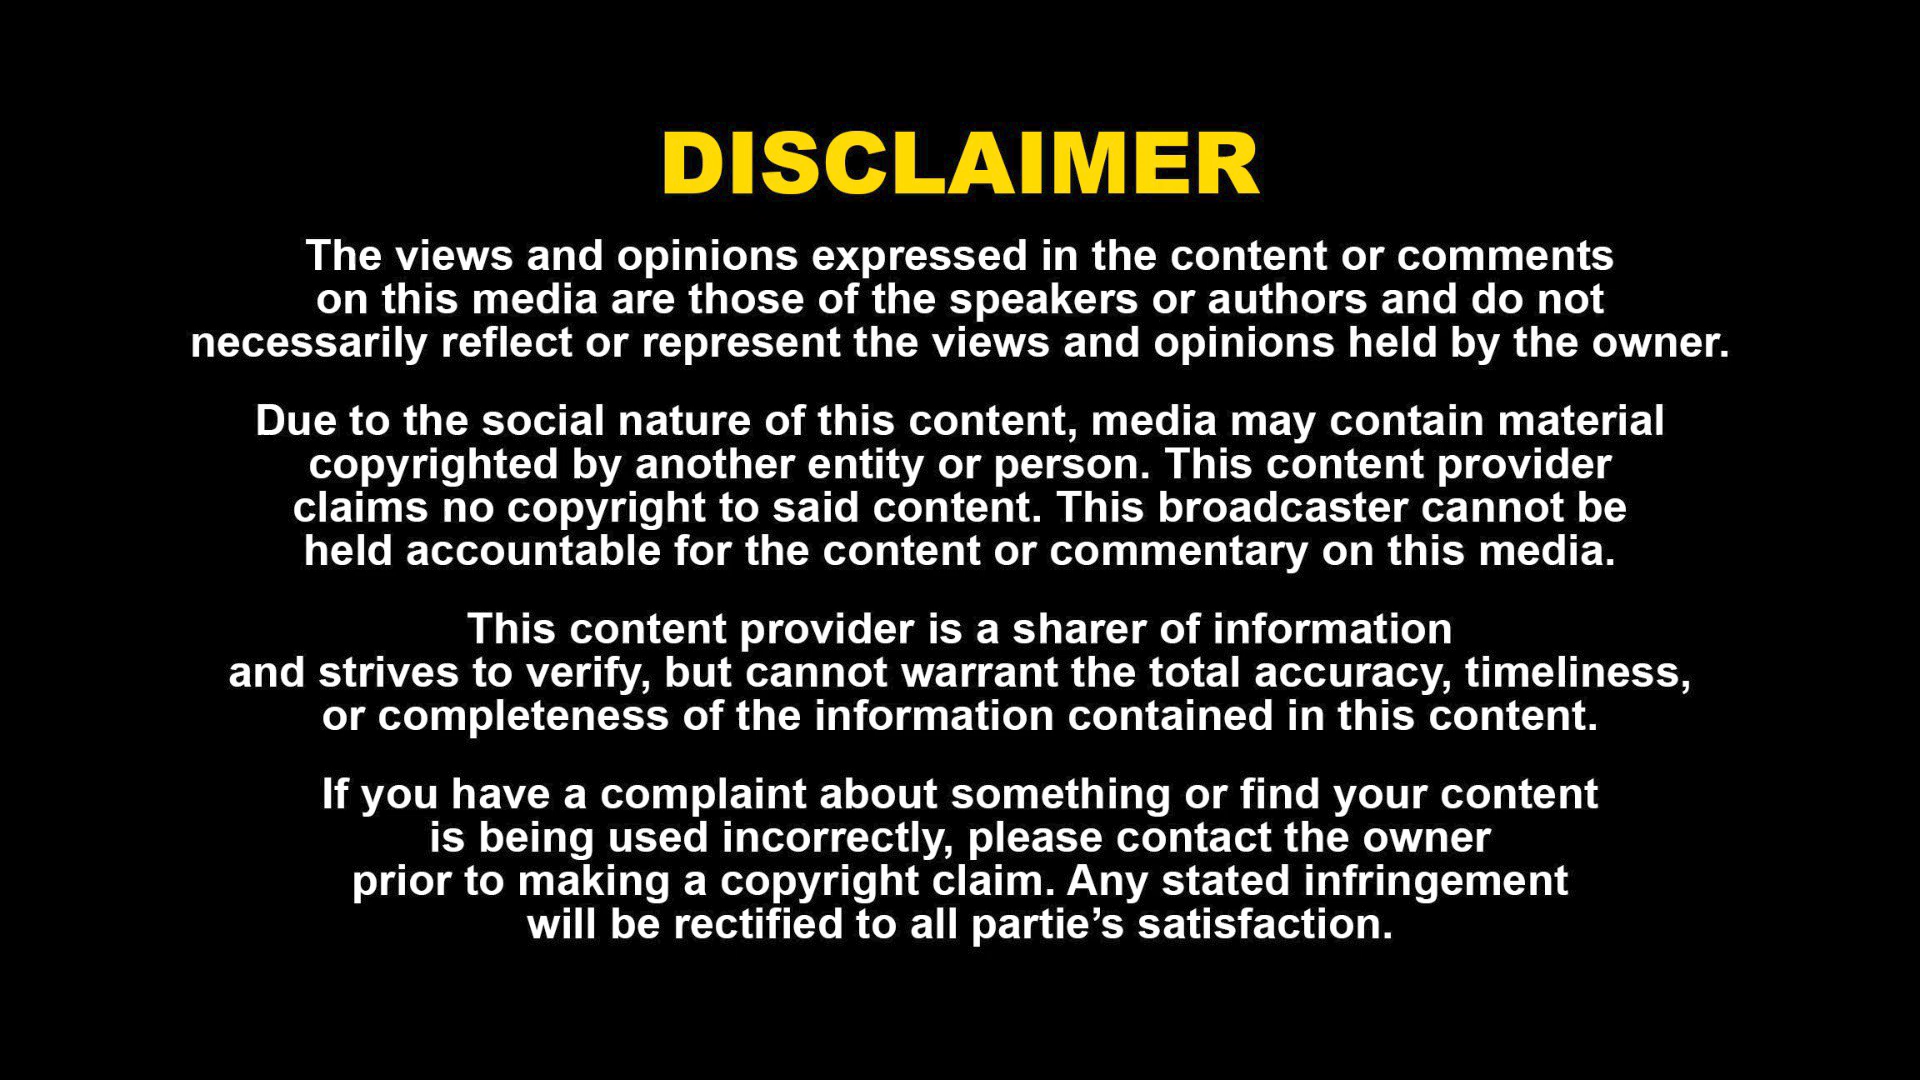 DISCLAIMER
The views and opinions expressed in the content or comments
on this media are those of the speakers or authors and do not
necessarily reflect or represent the views and opinions held by the owner.
Due to the social nature of this content, media may contain material
copyrighted by another entity or person. This content provider
claims no copyright to said content. This broadcaster cannot be
held accountable for the content or commentary on this media.
This content provider is a sharer of information
and strives to verify, but cannot warrant the total accuracy, timeliness,
or completeness of the information contained in this content.
If you have a complaint about something or find your content
is being used incorrectly, please contact the owner
prior to making a copyright claim. Any stated infringement
will be rectified to all partie’s satisfaction.